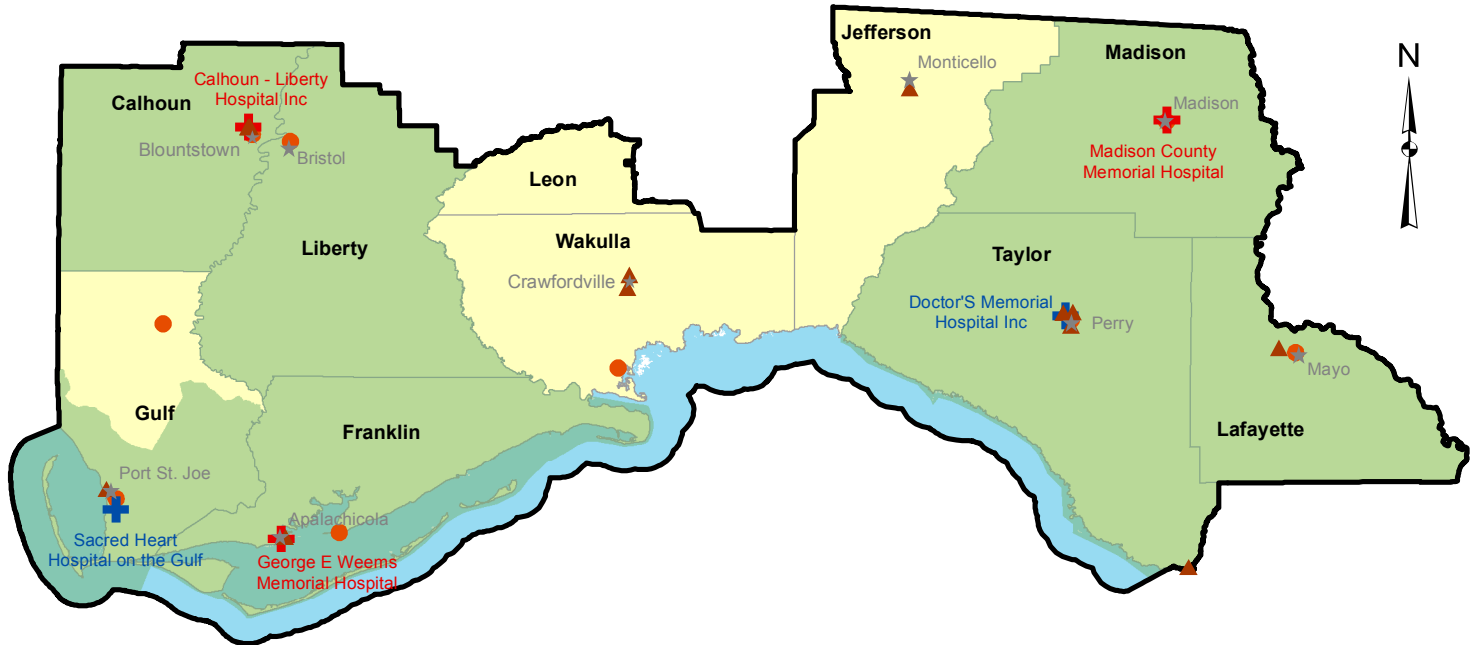 Jefferson
Monticello
Madison
N
Calhoun - Liberty
Hospital Inc
Calhoun
Blountstown
Bristol
Madison
Madison County
Memorial Hospital
Leon
Wakulla
Liberty
Crawfordville
Taylor
Doctor'S Memorial
Hospital Inc
Perry
Mayo
Gulf
Franklin
Lafayette
Port St. Joe
Apalachicola
Sacred Heart
Hospital on the Gulf
George E Weems
Memorial Hospital